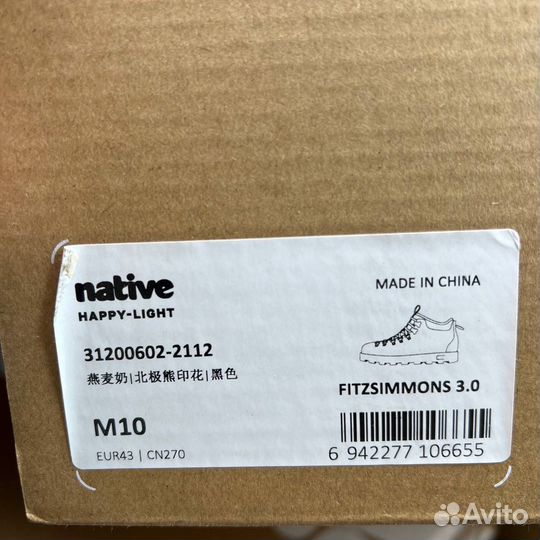 native
HAPPY-LIGHT
MADE IN CHINA
31200602-2112
燕麦奶|北极熊印花|黑色
FITZSIMMONS 3.0
M10
EUR43 | CN270
6 942277 106655
Avito